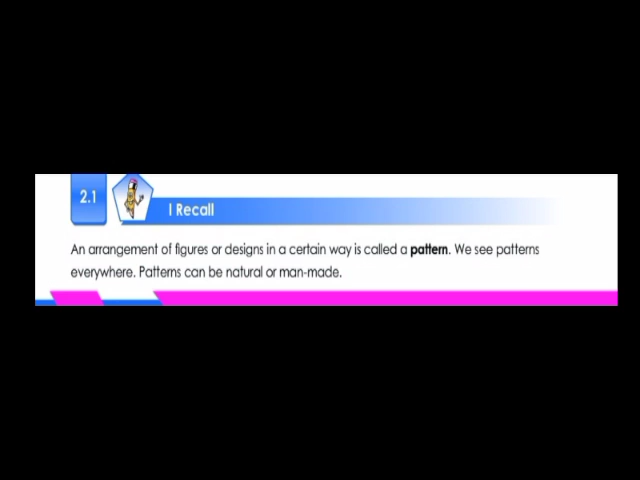 2.1
I Recall
An arrangement of figures or designs in a certain way is called a pattern. We see patterns
everywhere. Patterns can be natural or man-made.